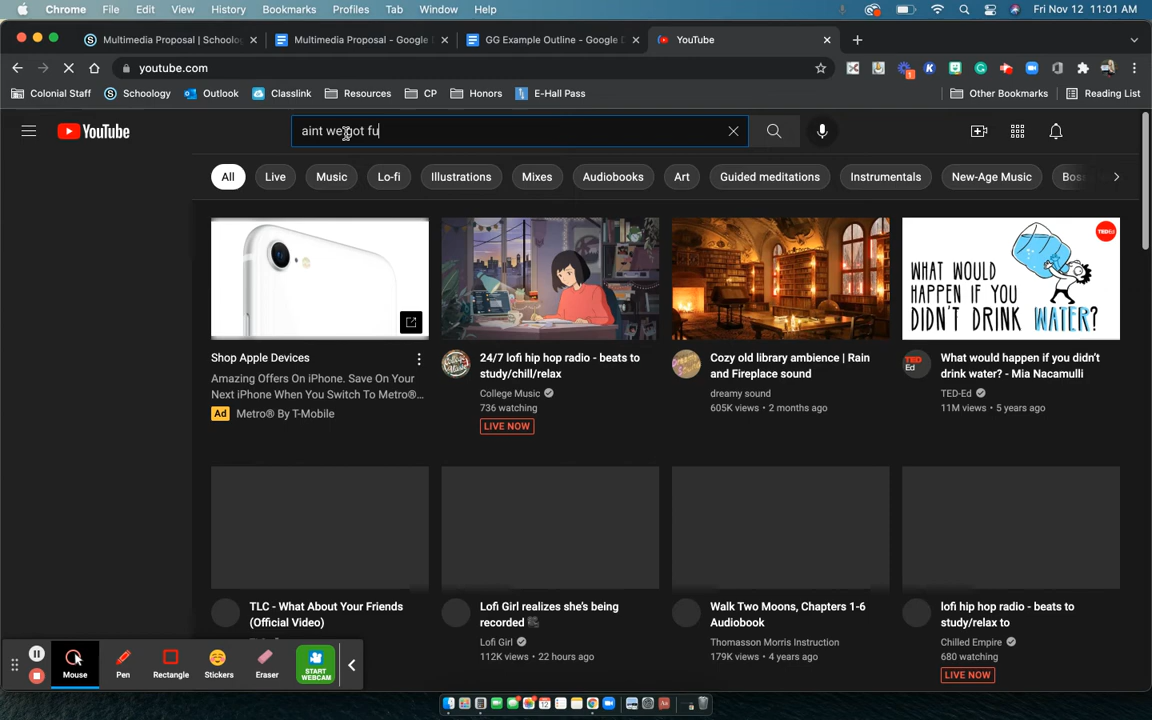 Chrome File Edit View History Bookmarks Profiles Tab Window Help Fri Nov 12 11:01 AM
Multimedia Proposal | Schoolo Multimedia Proposal - Google GG Example Outline - Google D YouTube
youtube.com
Colonial Staff Schoology Outlook Classlink Resources CP Honors E-Hall Pass Other Bookmarks Reading List
YouTube aint we got fu
All Live Music Lo-fi Illustrations Mixes Audiobooks Art Guided meditations Instrumentals New-Age Music Bos
WHAT WOULD
HAPPEN IF YOU
DIDN'T DRINK WATER?
TEDEd
Shop Apple Devices
Amazing Offers On iPhone. Save On Your
Next iPhone When You Switch To Metro®...
Ad Metro® By T-Mobile
24/7 lofi hip hop radio - beats to
study/chill/relax
College Music
736 watching
LIVE NOW
Cozy old library ambience | Rain
and Fireplace sound
dreamy sound
605K views • 2 months ago
TED
Ed
What would happen if you didn't
drink water? - Mia Nacamulli
TED-Ed
11M views • 5 years ago
TLC - What About Your Friends
(Official Video)
Lofi Girl realizes she's being
recorded
Lofi Girl
112K views • 22 hours ago
Walk Two Moons, Chapters 1-6
Audiobook
Thomasson Morris Instruction
179K views • 4 years ago
lofi hip hop radio - beats to
study/relax to
Chilled Empire
680 watching
LIVE NOW
Mouse Pen Rectangle Stickers Eraser START
WEBCAM